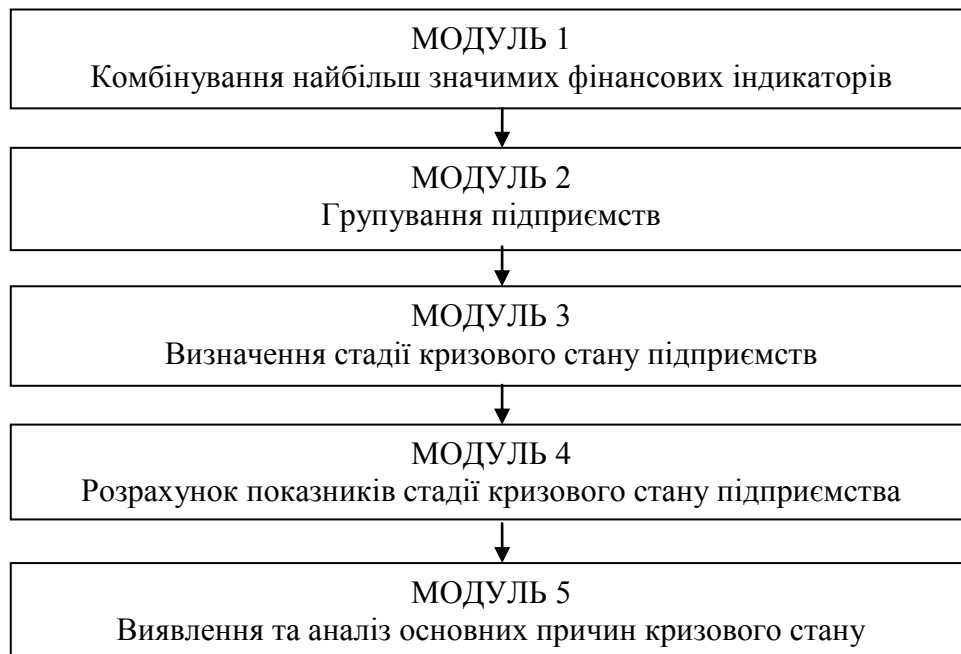 МОДУЛЬ 1
Комбінування найбільш значимих фінансових індикаторів
МОДУЛЬ 2
Групування підприємств
МОДУЛЬ 3
Визначення стадії кризового стану підприємств
МОДУЛЬ 4
Розрахунок показників стадії кризового стану підприємства
МОДУЛЬ 5
Виявлення та аналіз основних причин кризового стану